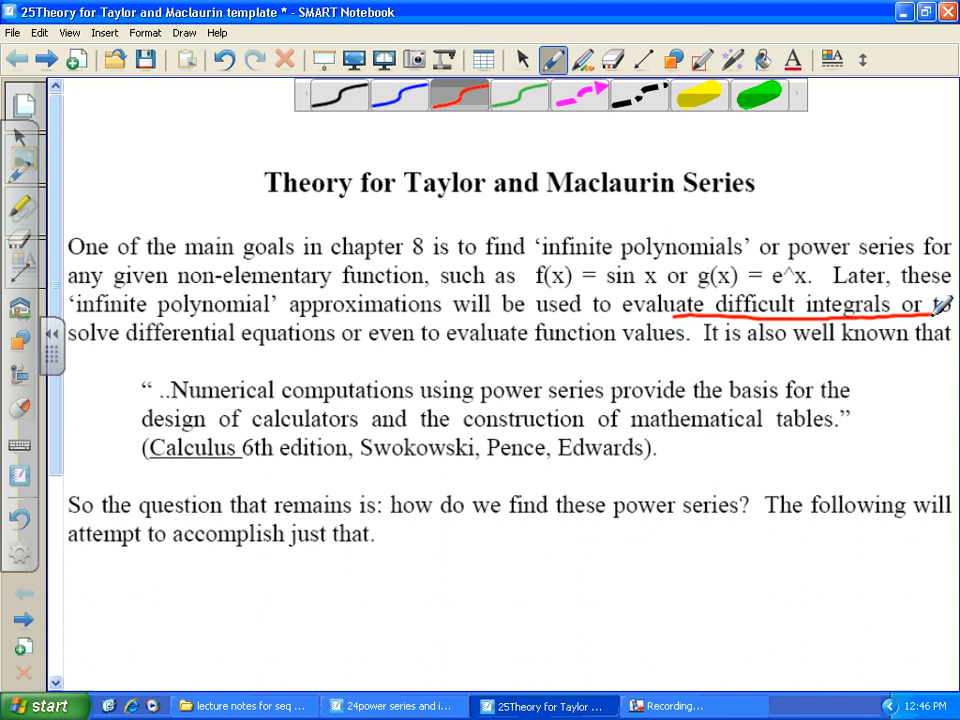 25Theory for Taylor and Maclaurin template * - SMART Notebook
File Edit View Insert Format Draw Help
Theory for Taylor and Maclaurin Series
One of the main goals in chapter 8 is to find ‘infinite polynomials’ or power series for
any given non-elementary function, such as f(x) = sin x or g(x) = e^x. Later, these
‘infinite polynomial’ approximations will be used to evaluate difficult integrals or to
solve differential equations or even to evaluate function values. It is also well known that
“ ..Numerical computations using power series provide the basis for the
design of calculators and the construction of mathematical tables.”
(Calculus 6th edition, Swokowski, Pence, Edwards).
So the question that remains is: how do we find these power series? The following will
attempt to accomplish just that.
start lecture notes for seq ... 24power series and i... 25Theory for Taylor ... Recording... 12:46 PM